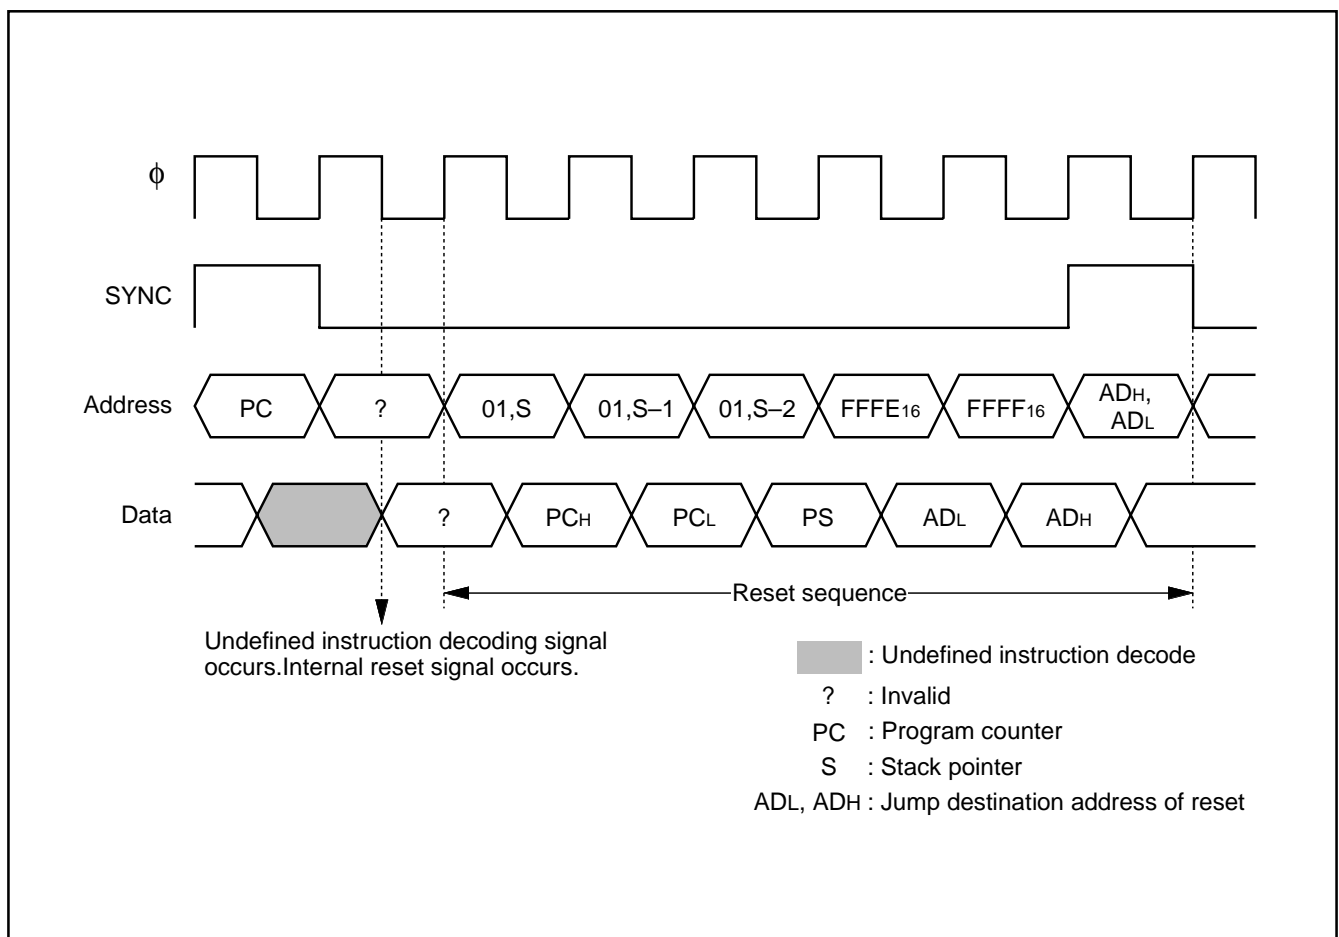 ϕ
SYNC
Address PC ? 01,S 01,S–1 01,S–2 FFFE16 FFFF16 ADH, ADL
Data ? PCH PCL PS ADL ADH
Reset sequence
Undefined instruction decoding signal
occurs.Internal reset signal occurs.
: Undefined instruction decode
? : Invalid
PC : Program counter
S : Stack pointer
ADL, ADH : Jump destination address of reset